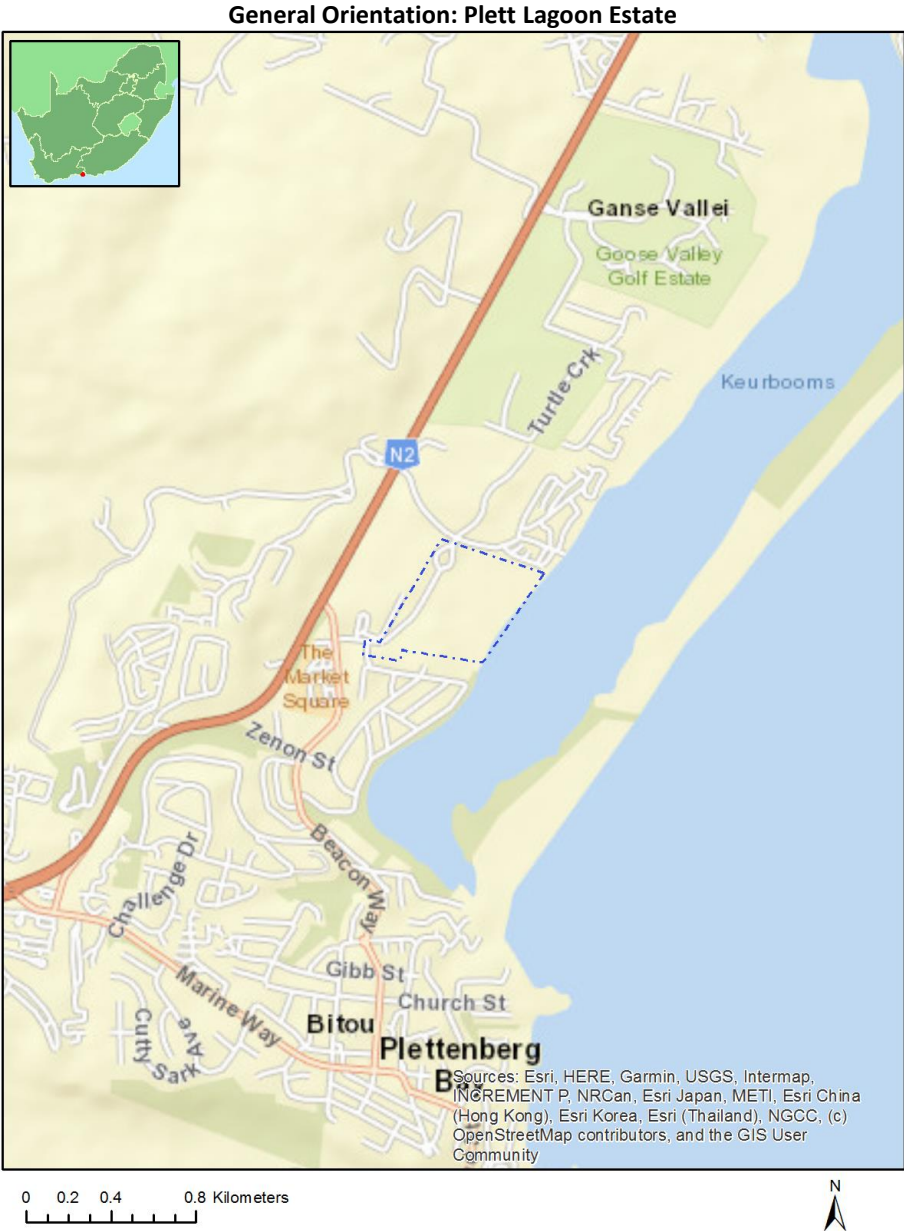 General Orientation: Plett Lagoon Estate
Ganse Vallei
Goose Valley
Golf Estate
Keurbooms
Turtle Crk
N2
The
Market
Square
Zenon St
Beacon Way
Challenge Dr
Gibb St
Marine Way
Church St
Cutty Sark Ave
Bitou
Plettenberg
Bay
Sources: Esri, HERE, Garmin, USGS, Intermap,
INCREMENT P, NRCan, Esri Japan, METI, Esri China
(Hong Kong), Esri Korea, Esri (Thailand), NGCC, (c)
OpenStreetMap contributors, and the GIS User
Community
0 0.2 0.4 0.8 Kilometers
N